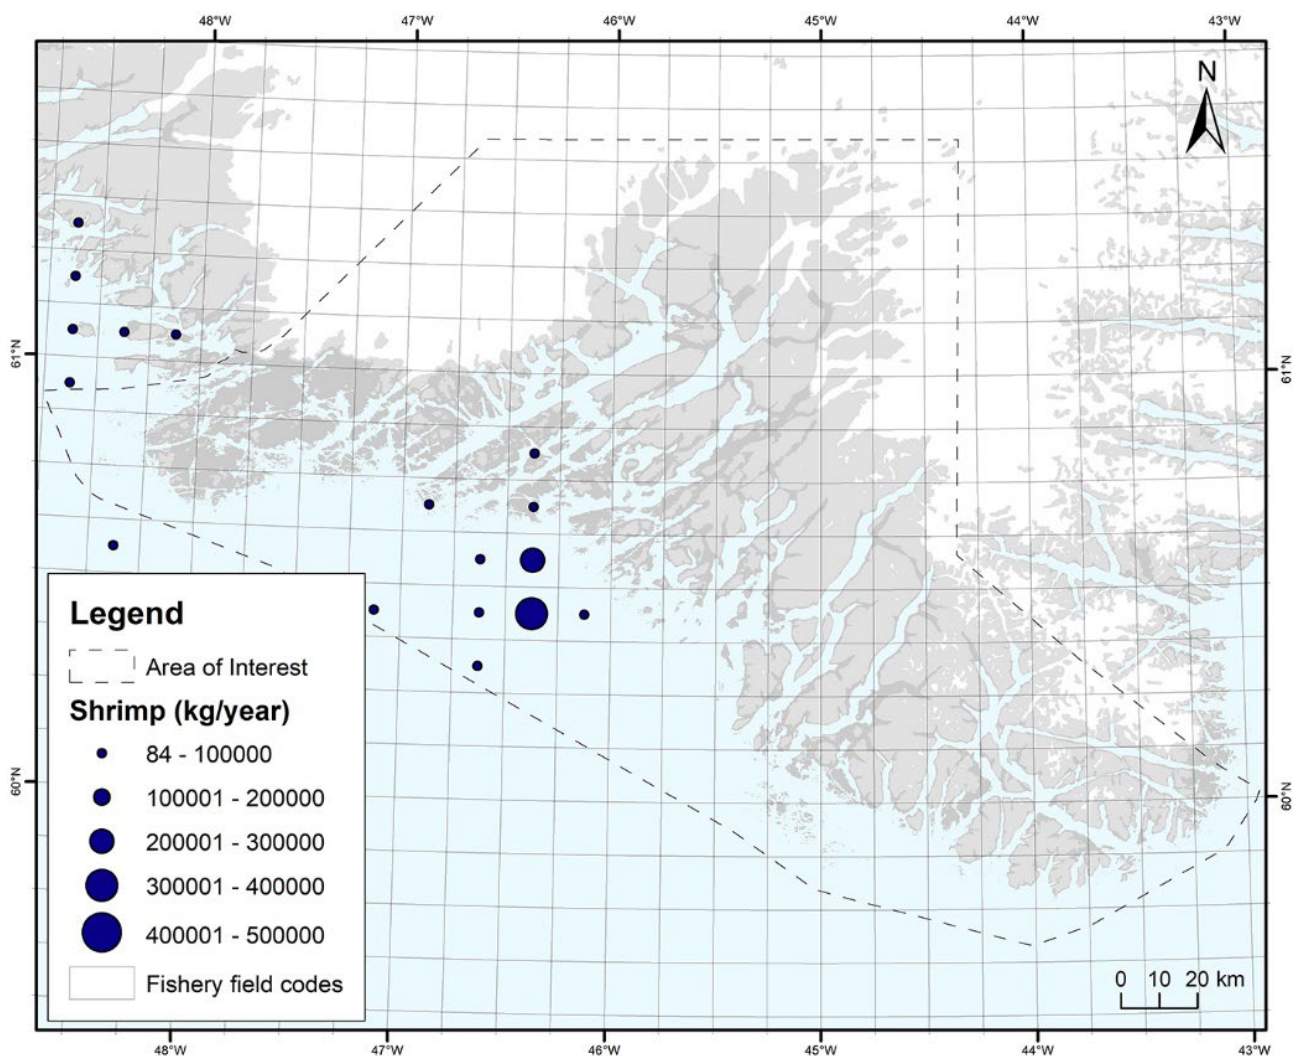 48°W 47°W 46°W 45°W 44°W 43°W
N
61°N 61°N
Legend
Area of Interest
Shrimp (kg/year)
84 - 100000
100001 - 200000
200001 - 300000
300001 - 400000
400001 - 500000
Fishery field codes
60°N 60°N
0 10 20 km
48°W 47°W 46°W 45°W 44°W 43°W